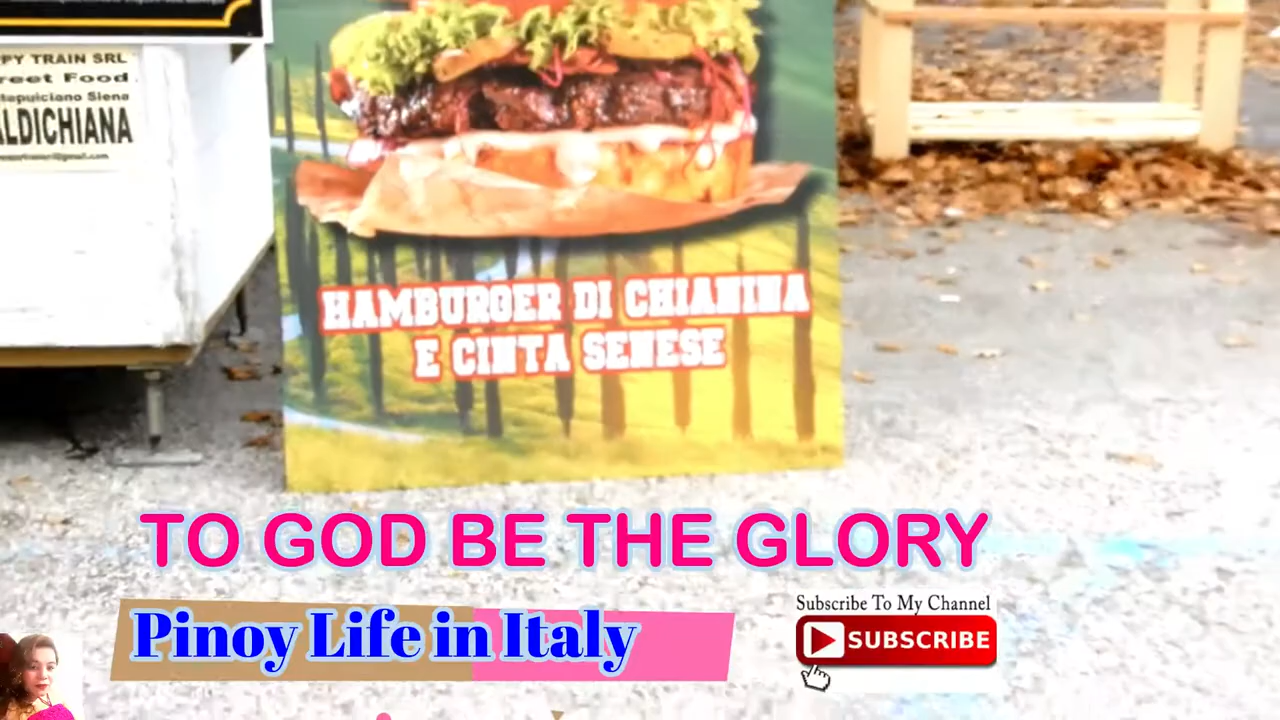 PY TRAIN SRL
reet Food
ALDICHIANA
HAMBURGER DI CHIANINA
E CINTA SENESE
TO GOD BE THE GLORY
Pinoy Life in Italy
Subscribe To My Channel
SUBSCRIBE